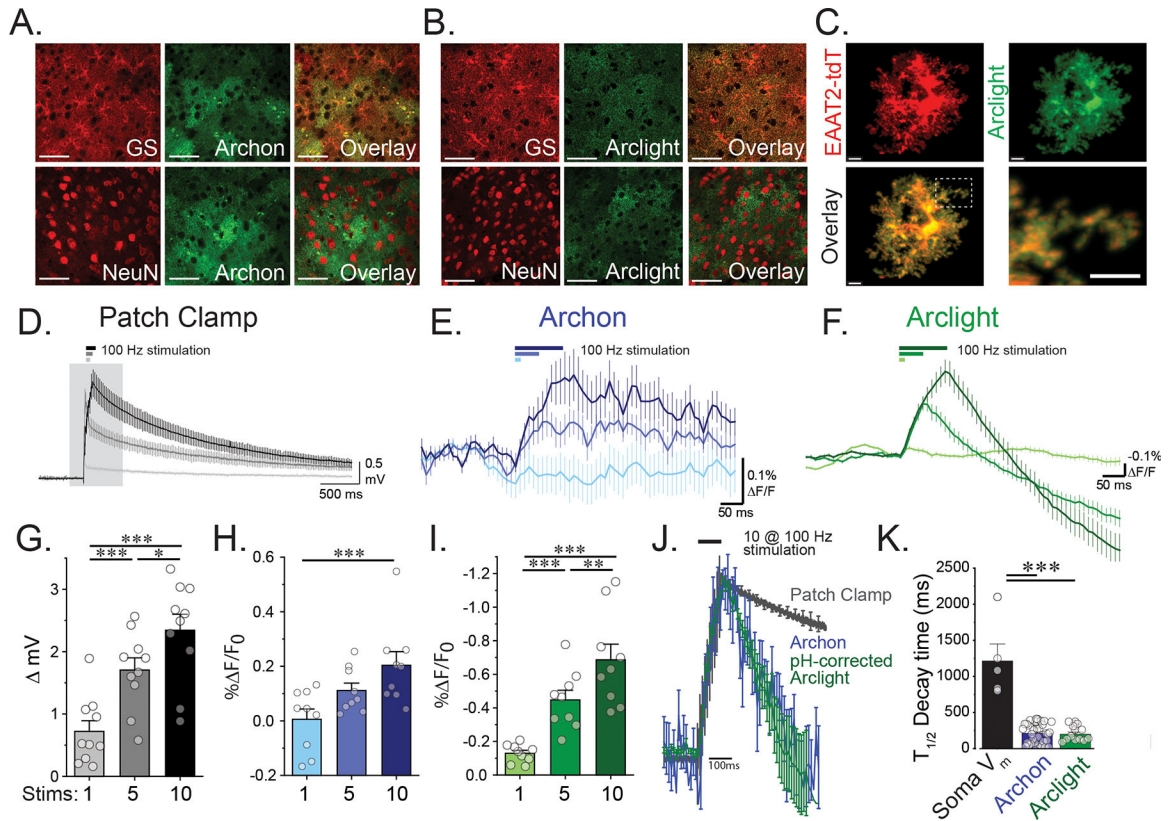 A.
B.
C.
GS
Archon
Overlay
GS
Arclight
Overlay
EAAT2-tdT
Arclight
NeuN
Archon
Overlay
NeuN
Arclight
Overlay
Overlay
D. Patch Clamp
100 Hz stimulation
0.5
mV
500 ms
E. Archon
100 Hz stimulation
0.1%
ΔF/F
50 ms
F. Arclight
100 Hz stimulation
-0.1%
ΔF/F
50 ms
G.
Δ mV
3
2
1
0
***
***
*
Stims: 1 5 10
H.
%ΔF/F0
0.6
0.4
0.2
0.0
-0.2
***
1 5 10
I.
%ΔF/F0
-1.2
-1.0
-0.8
-0.6
-0.4
-0.2
0.0
***
***
**
1 5 10
J.
10 @ 100 Hz
stimulation
Patch Clamp
Archon
pH-corrected
Arclight
100ms
K.
T1/2 Decay time (ms)
2500
2000
1500
1000
500
0
***
Soma Vm
Archon
Arclight